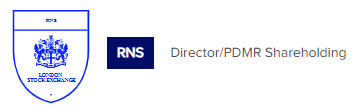 RNS
LONDON
STOCK EXCHANGE
RNS
Director/PDMR Shareholding